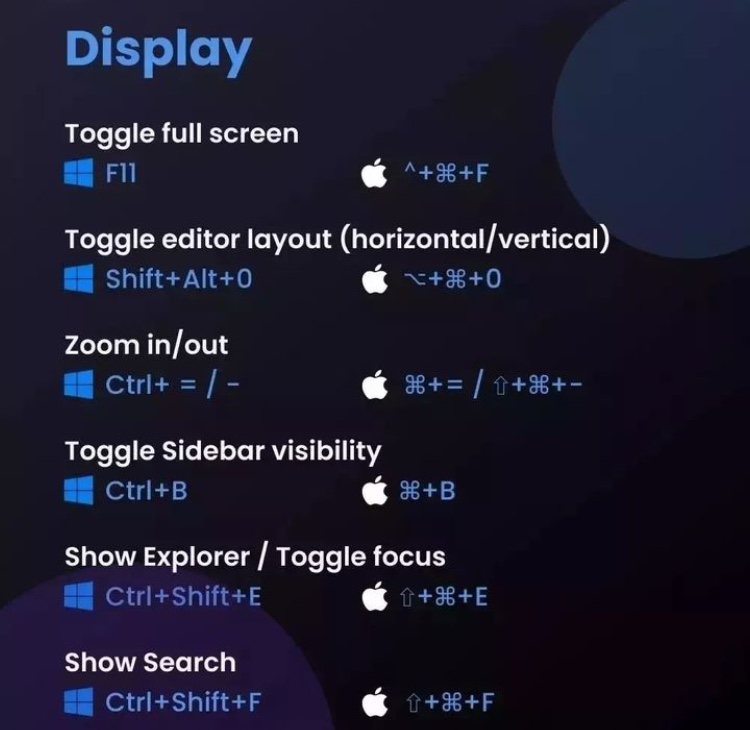 Display
Toggle full screen
F11 ^+⌘+F
Toggle editor layout (horizontal/vertical)
Shift+Alt+0 ⌥+⌘+0
Zoom in/out
Ctrl+ = / - ⌘+= / ⇧+⌘+-
Toggle Sidebar visibility
Ctrl+B ⌘+B
Show Explorer / Toggle focus
Ctrl+Shift+E ⇧+⌘+E
Show Search
Ctrl+Shift+F ⇧+⌘+F